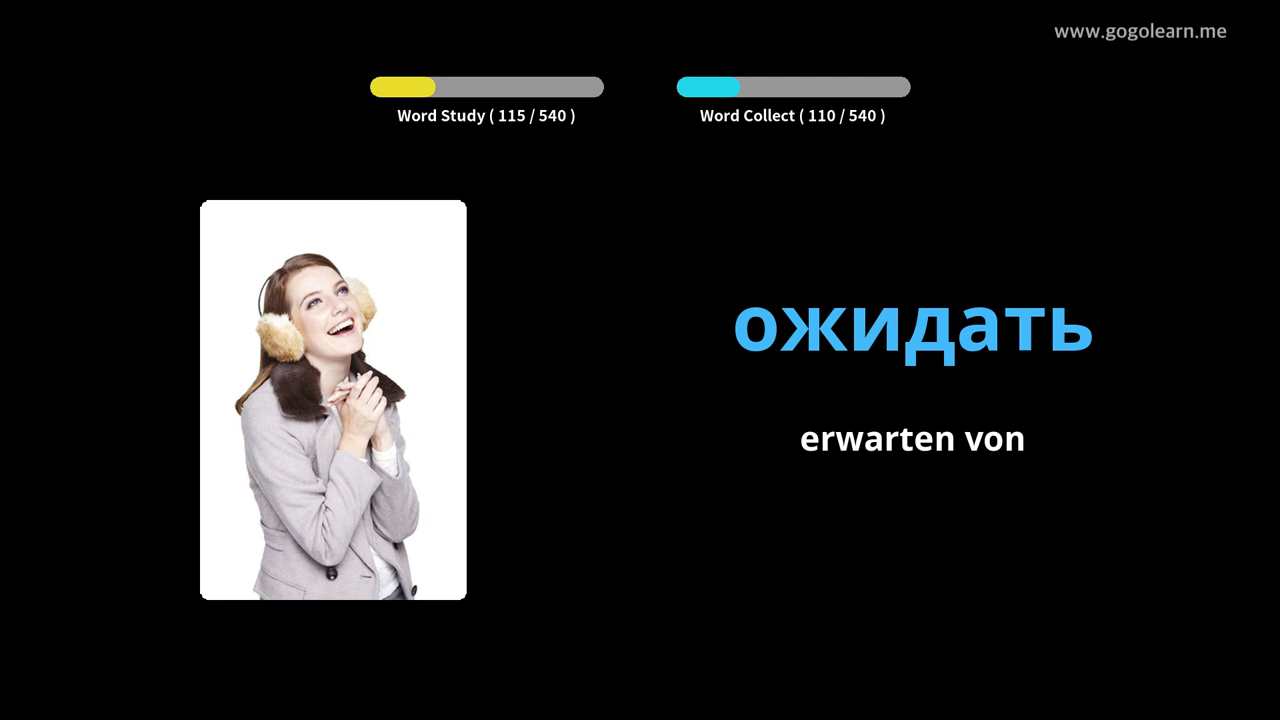 www.gogolearn.me
Word Study ( 115 / 540 )
Word Collect ( 110 / 540 )
ожидать
erwarten von